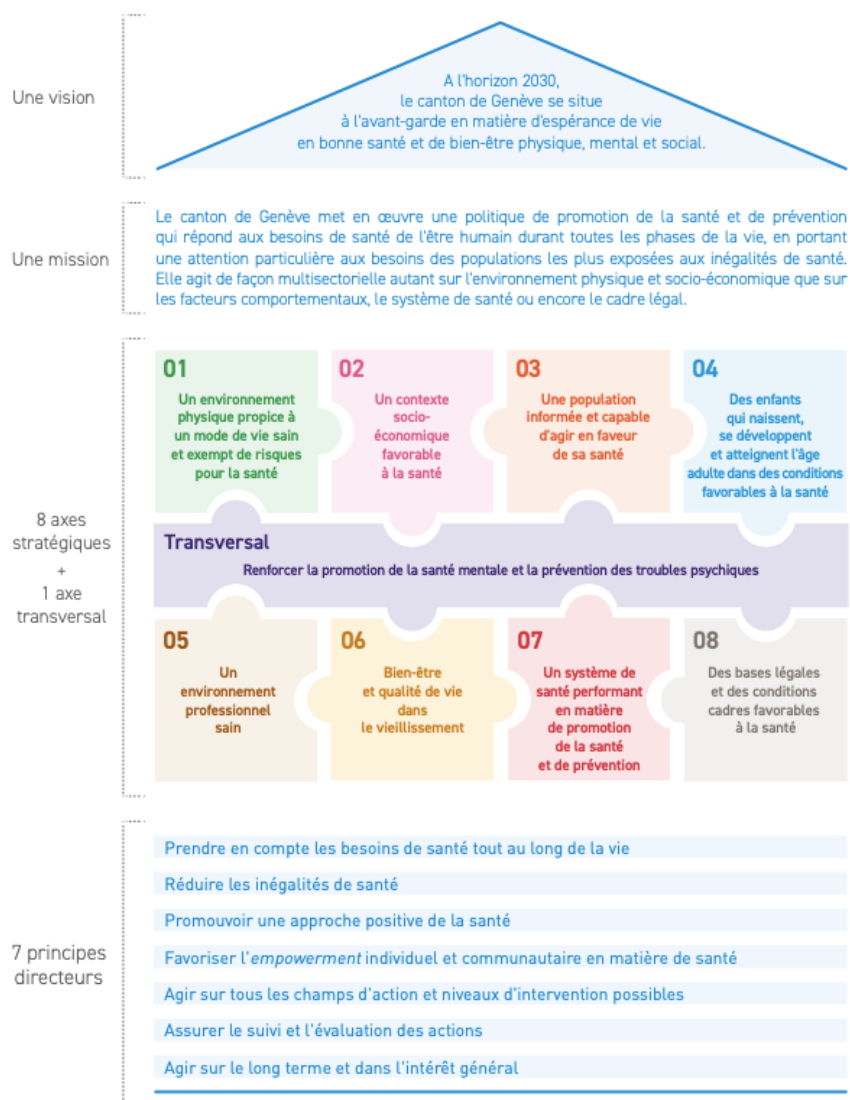 Une vision
A l'horizon 2030,
le canton de Genève se situe
à l'avant-garde en matière d'espérance de vie
en bonne santé et de bien-être physique, mental et social.
Une mission
Le canton de Genève met en œuvre une politique de promotion de la santé et de prévention
qui répond aux besoins de santé de l'être humain durant toutes les phases de la vie, en portant
une attention particulière aux besoins des populations les plus exposées aux inégalités de santé.
Elle agit de façon multisectorielle autant sur l'environnement physique et socio-économique que sur
les facteurs comportementaux, le système de santé ou encore le cadre légal.
8 axes
stratégiques
+
1 axe
transversal
01
Un environnement
physique propice à
un mode de vie sain
et exempt de risques
pour la santé
02
Un contexte
socio-
économique
favorable
à la santé
03
Une population
informée et capable
d'agir en faveur
de sa santé
04
Des enfants
qui naissent,
se développent
et atteignent l'âge
adulte dans des conditions
favorables à la santé
Transversal
Renforcer la promotion de la santé mentale et la prévention des troubles psychiques
05
Un
environnement
professionnel
sain
06
Bien-être
et qualité de vie
dans
le vieillissement
07
Un système de
santé performant
en matière
de promotion
de la santé
et de prévention
08
Des bases légales
et des conditions
cadres favorables
à la santé
7 principes
directeurs
Prendre en compte les besoins de santé tout au long de la vie
Réduire les inégalités de santé
Promouvoir une approche positive de la santé
Favoriser l'empowerment individuel et communautaire en matière de santé
Agir sur tous les champs d'action et niveaux d'intervention possibles
Assurer le suivi et l'évaluation des actions
Agir sur le long terme et dans l'intérêt général